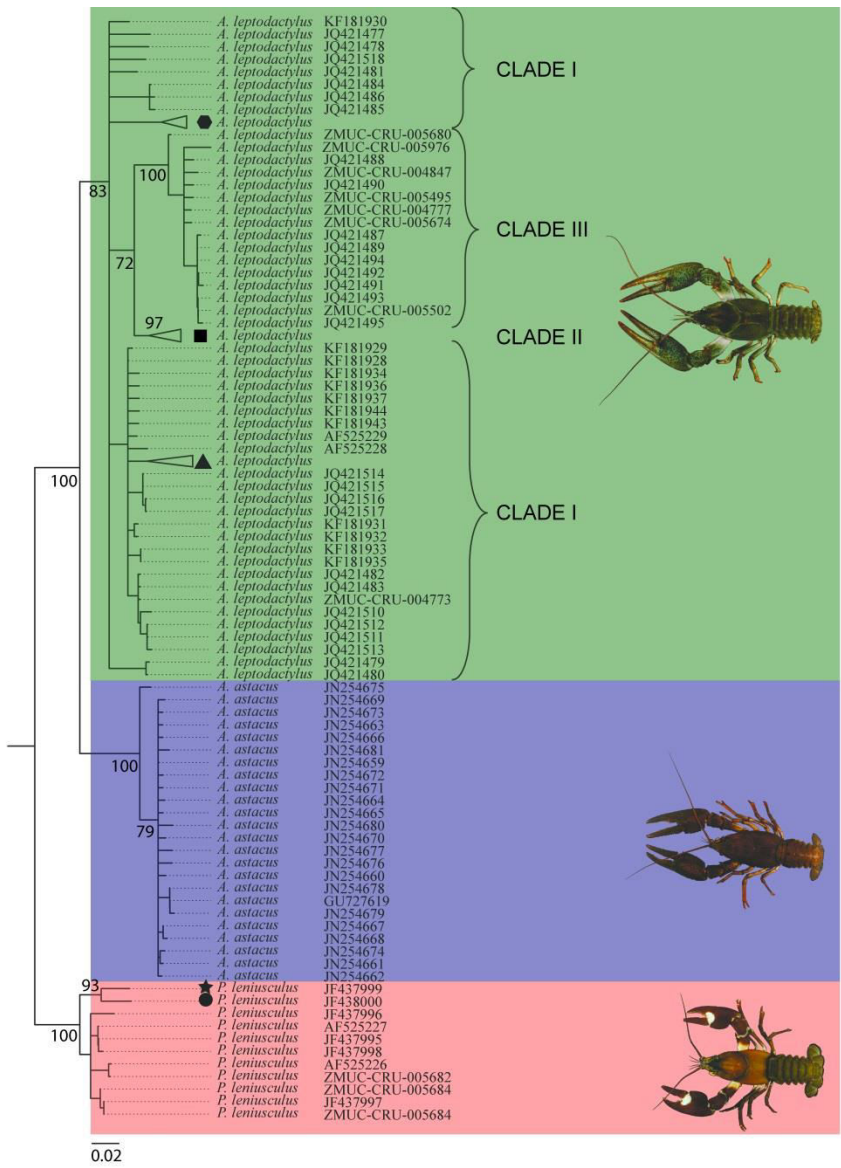 A. leptodactylus KF181930
A. leptodactylus JQ421477
A. leptodactylus JQ421478
A. leptodactylus JQ421518
A. leptodactylus JQ421481
CLADE I
A. leptodactylus JQ421484
A. leptodactylus JQ421486
A. leptodactylus JQ421485
A. leptodactylus
A. leptodactylus ZMUC-CRU-005680
A. leptodactylus ZMUC-CRU-005976
A. leptodactylus JQ421488
100
A. leptodactylus ZMUC-CRU-004847
83
A. leptodactylus JQ421490
A. leptodactylus ZMUC-CRU-005495
A. leptodactylus ZMUC-CRU-004777
A. leptodactylus ZMUC-CRU-005674
CLADE III
A. leptodactylus JQ421487
A. leptodactylus JQ421489
72
A. leptodactylus JQ421494
A. leptodactylus JQ421492
A. leptodactylus JQ421491
A. leptodactylus JQ421493
A. leptodactylus ZMUC-CRU-005502
97
A. leptodactylus JQ421495
A. leptodactylus
CLADE II
A. leptodactylus KF181929
A. leptodactylus KF181928
A. leptodactylus KF181934
A. leptodactylus KF181936
A. leptodactylus KF181937
A. leptodactylus KF181944
A. leptodactylus KF181943
A. leptodactylus AF525229
A. leptodactylus AF525228
A. leptodactylus
100
A. leptodactylus JQ421514
A. leptodactylus JQ421515
A. leptodactylus JQ421516
A. leptodactylus JQ421517
CLADE I
A. leptodactylus KF181931
A. leptodactylus KF181932
A. leptodactylus KF181933
A. leptodactylus KF181935
A. leptodactylus JQ421482
A. leptodactylus JQ421483
A. leptodactylus ZMUC-CRU-004773
A. leptodactylus JQ421510
A. leptodactylus JQ421512
A. leptodactylus JQ421511
A. leptodactylus JQ421513
A. leptodactylus JQ421479
A. leptodactylus JQ421480
A. astacus JN254675
A. astacus JN254669
A. astacus JN254673
A. astacus JN254663
A. astacus JN254666
A. astacus JN254681
A. astacus JN254659
100
A. astacus JN254672
A. astacus JN254671
A. astacus JN254664
A. astacus JN254665
A. astacus JN254680
79
A. astacus JN254670
A. astacus JN254677
A. astacus JN254676
A. astacus JN254660
A. astacus JN254678
A. astacus GU727619
A. astacus JN254679
A. astacus JN254667
A. astacus JN254668
A. astacus JN254674
A. astacus JN254661
A. astacus JN254662
93
P. leniusculus JF437999
P. leniusculus JF438000
P. leniusculus JF437996
P. leniusculus AF525227
100
P. leniusculus JF437995
P. leniusculus JF437998
P. leniusculus AF525226
P. leniusculus ZMUC-CRU-005682
P. leniusculus ZMUC-CRU-005684
P. leniusculus JF437997
P. leniusculus ZMUC-CRU-005684
0.02